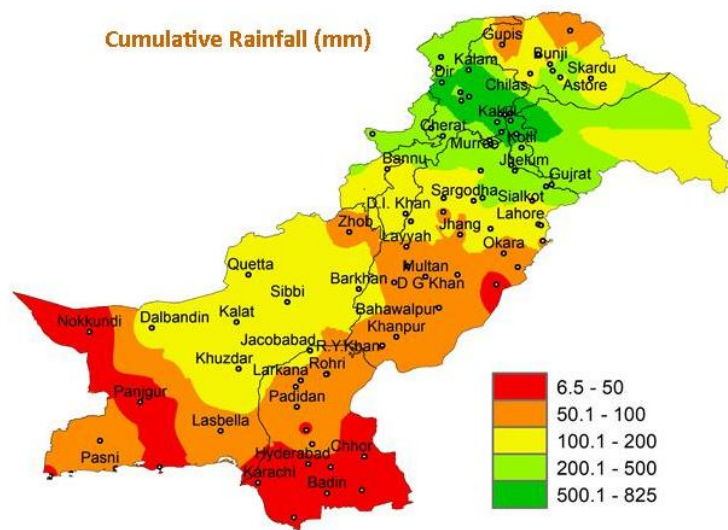 Cumulative Rainfall (mm)
Gupis
Bunji
Kalam
Skardu
Dir
Chilas
Astore
Kakul
Cherat
Kotli
Murree
Bannu
Jhelum
Gujrat
Sargodha
Sialkot
D.I. Khan
Lahore
Zhob
Jhang
Layyah
Okara
Quetta
Multan
Barkhan
D G Khan
Sibbi
Bahawalpur
Nokkundi
Dalbandin
Kalat
Khanpur
Jacobabad
R.Y.Khan
Khuzdar
Larkana
Rohri
Panjgur
Padidan
Lasbella
Pasni
Hyderabad
Chhor
Karachi
Badin
6.5 - 50
50.1 - 100
100.1 - 200
200.1 - 500
500.1 - 825